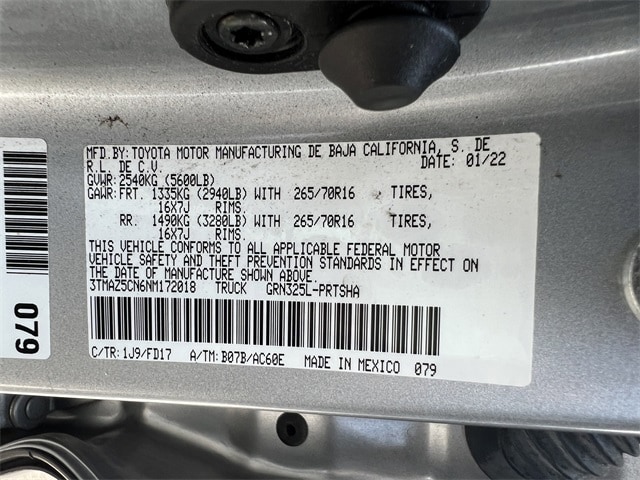 MFD.BY:TOYOTA MOTOR MANUFACTURING DE BAJA CALIFORNIA, S. DE
R.L. DE C.V. DATE: 01/22
GVWR:2540KG (5600LB)
GAWR:FRT. 1335KG (2940LB) WITH 265/70R16 TIRES,
16X7J RIMS
RR. 1490KG (3280LB) WITH 265/70R16 TIRES,
16X7J RIMS.
THIS VEHICLE CONFORMS TO ALL APPLICABLE FEDERAL MOTOR
VEHICLE SAFETY AND THEFT PREVENTION STANDARDS IN EFFECT ON
THE DATE OF MANUFACTURE SHOWN ABOVE.
3TMAZ5CN6NM172018 TRUCK GRN325L-PRTSHA
C/TR:1J9/FD17 A/TM:B07B/AC60E MADE IN MEXICO 079
079